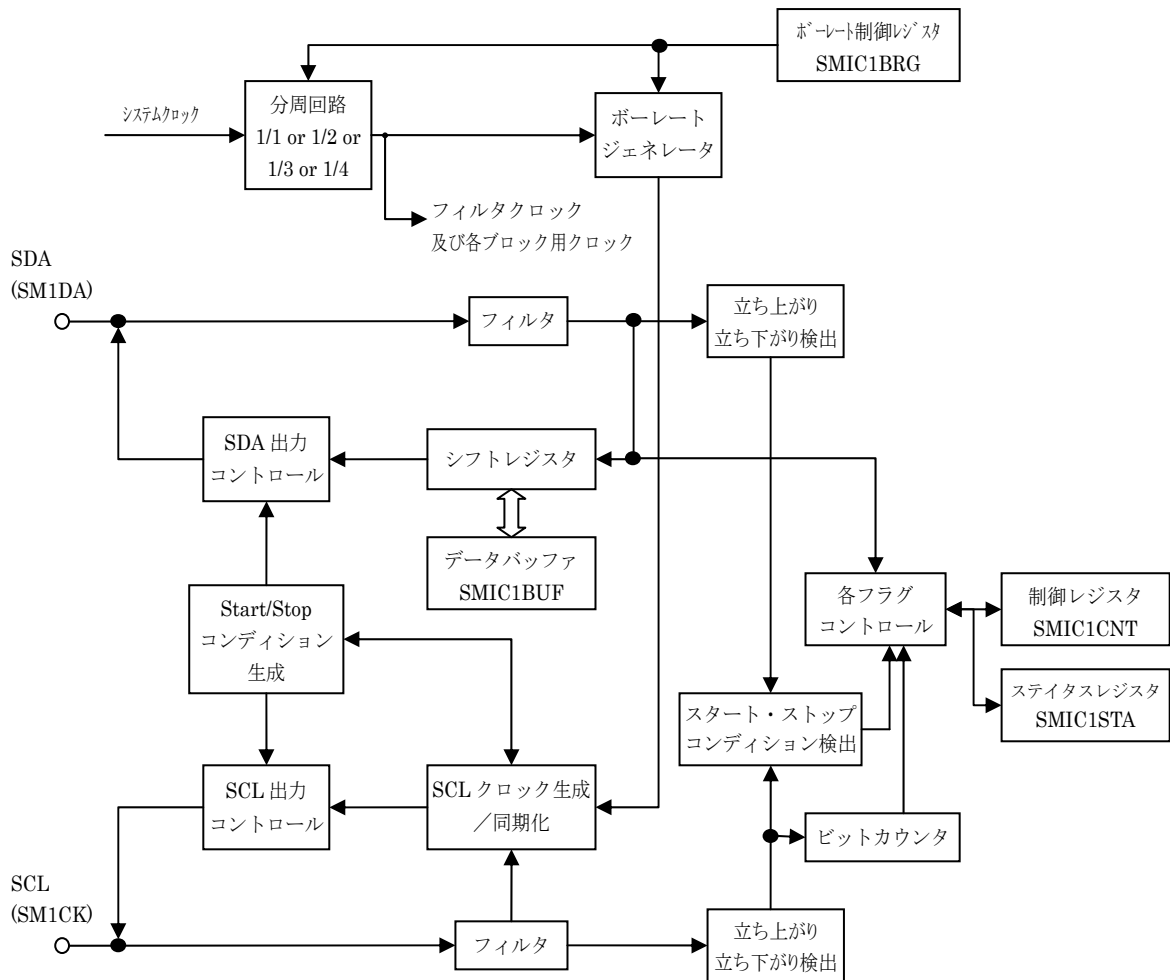 ボーレート制御レジスタ
SMIC1BRG
システムクロック
分周回路
1/1 or 1/2 or
1/3 or 1/4
ボーレート
ジェネレータ
フィルタクロック
及び各ブロック用クロック
SDA
(SM1DA)
フィルタ
立ち上がり
立ち下がり検出
SDA 出力
コントロール
シフトレジスタ
データバッファ
SMIC1BUF
Start/Stop
コンディション
生成
各フラグ
コントロール
制御レジスタ
SMIC1CNT
ステイタスレジスタ
SMIC1STA
スタート・ストップ
コンディション検出
SCL 出力
コントロール
SCL クロック生成
／同期化
ビットカウンタ
SCL
(SM1CK)
フィルタ
立ち上がり
立ち下がり検出